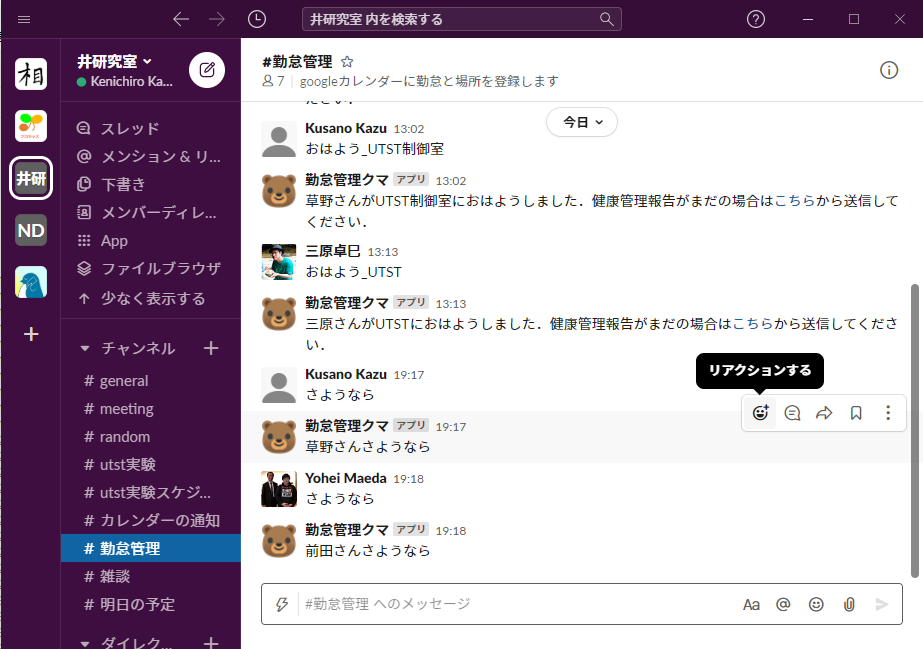 井研究室 内を検索する
相
井研
ND
井研究室
Kenichiro Ka...
スレッド
メンション & リ...
下書き
メンバーディレ...
App
ファイルブラウザ
少なく表示する
チャンネル
# general
# meeting
# random
# utst実験
# utst実験スケジ...
# カレンダーの通知
# 勤怠管理
# 雑談
# 明日の予定
ダイレク...
#勤怠管理
7 | googleカレンダーに勤怠と場所を登録します
ださい．
今日
Kusano Kazu 13:02
おはよう_UTST制御室
勤怠管理クマ アプリ 13:02
草野さんがUTST制御室におはようしました．健康管理報告がまだの場合はこちらから送信して
ください．
三原卓巳 13:13
おはよう_UTST
勤怠管理クマ アプリ 13:13
三原さんがUTSTにおはようしました．健康管理報告がまだの場合はこちらから送信してくださ
い．
Kusano Kazu 19:17
さようなら
リアクションする
勤怠管理クマ アプリ 19:17
草野さんさようなら
Yohei Maeda 19:18
さようなら
勤怠管理クマ アプリ 19:18
前田さんさようなら
#勤怠管理 へのメッセージ
Aa